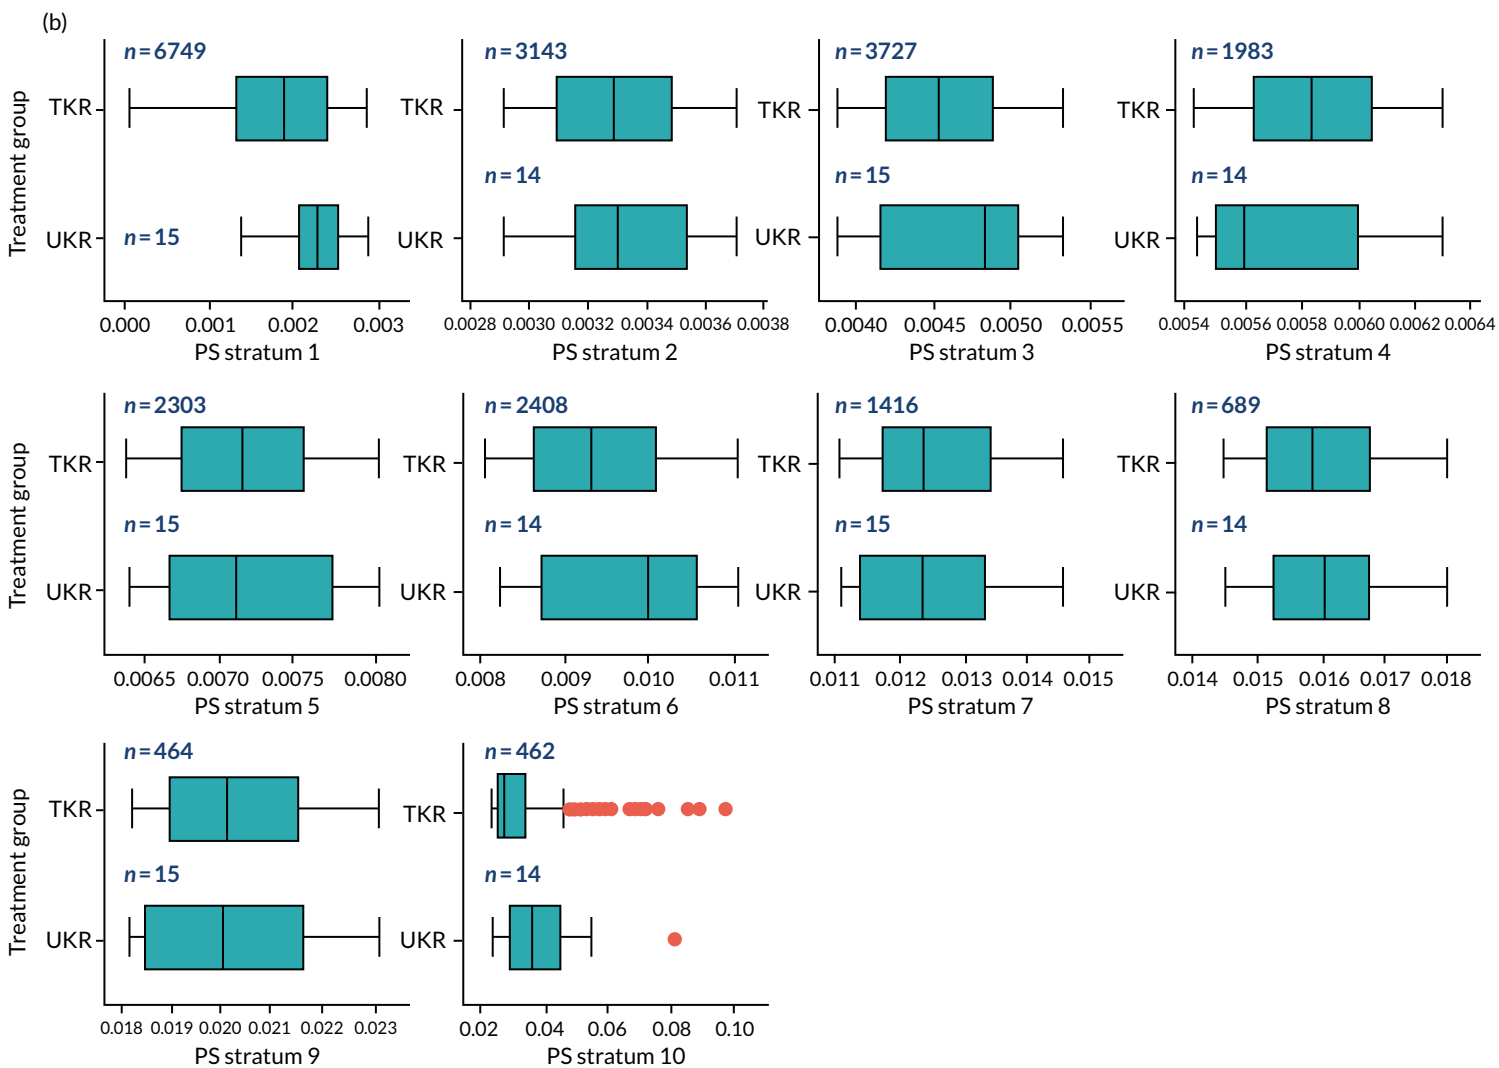 (b)
n=6749
n=3143
n=3727
n=1983
Treatment group
TKR
TKR
TKR
TKR
n=15
n=14
n=15
n=14
UKR
UKR
UKR
UKR
0.000 0.001 0.002 0.003
0.0028 0.0030 0.0032 0.0034 0.0036 0.0038
0.0040 0.0045 0.0050 0.0055
0.0054 0.0056 0.0058 0.0060 0.0062 0.0064
PS stratum 1
PS stratum 2
PS stratum 3
PS stratum 4
n=2303
n=2408
n=1416
n=689
Treatment group
TKR
TKR
TKR
TKR
n=15
n=14
n=15
n=14
UKR
UKR
UKR
UKR
0.0065 0.0070 0.0075 0.0080
0.008 0.009 0.010 0.011
0.011 0.012 0.013 0.014 0.015
0.014 0.015 0.016 0.017 0.018
PS stratum 5
PS stratum 6
PS stratum 7
PS stratum 8
n=464
n=462
Treatment group
TKR
TKR
n=15
n=14
UKR
UKR
0.018 0.019 0.020 0.021 0.022 0.023
0.02 0.04 0.06 0.08 0.10
PS stratum 9
PS stratum 10